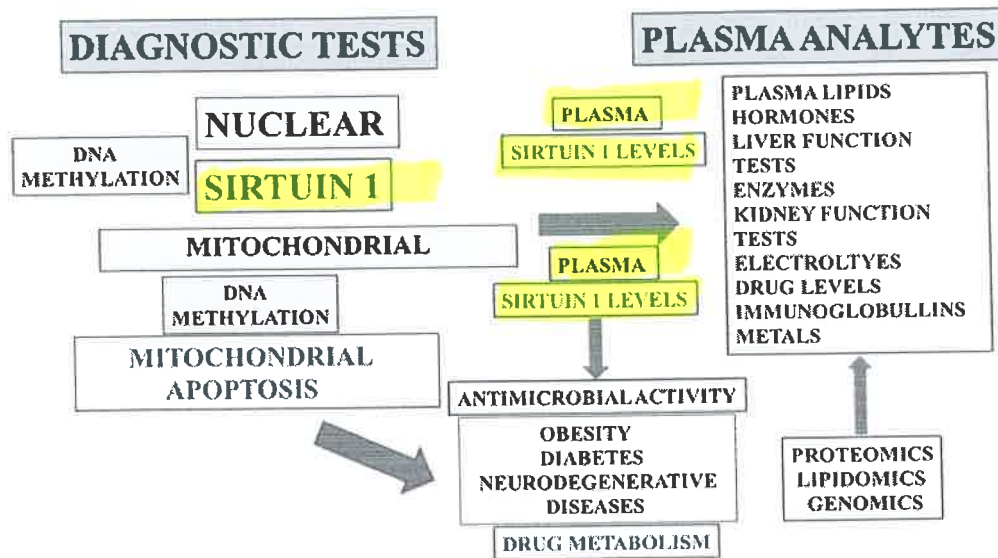 DIAGNOSTIC TESTS
PLASMA ANALYTES
NUCLEAR
DNA
METHYLATION
SIRTUIN 1
MITOCHONDRIAL
DNA
METHYLATION
MITOCHONDRIAL
APOPTOSIS
PLASMA
SIRTUIN 1 LEVELS
PLASMA
SIRTUIN 1 LEVELS
ANTIMICROBIAL ACTIVITY
OBESITY
DIABETES
NEURODEGENERATIVE
DISEASES
DRUG METABOLISM
PLASMA LIPIDS
HORMONES
LIVER FUNCTION
TESTS
ENZYMES
KIDNEY FUNCTION
TESTS
ELECTROLTYES
DRUG LEVELS
IMMUNOGLOBULLINS
METALS
PROTEOMICS
LIPIDOMICS
GENOMICS